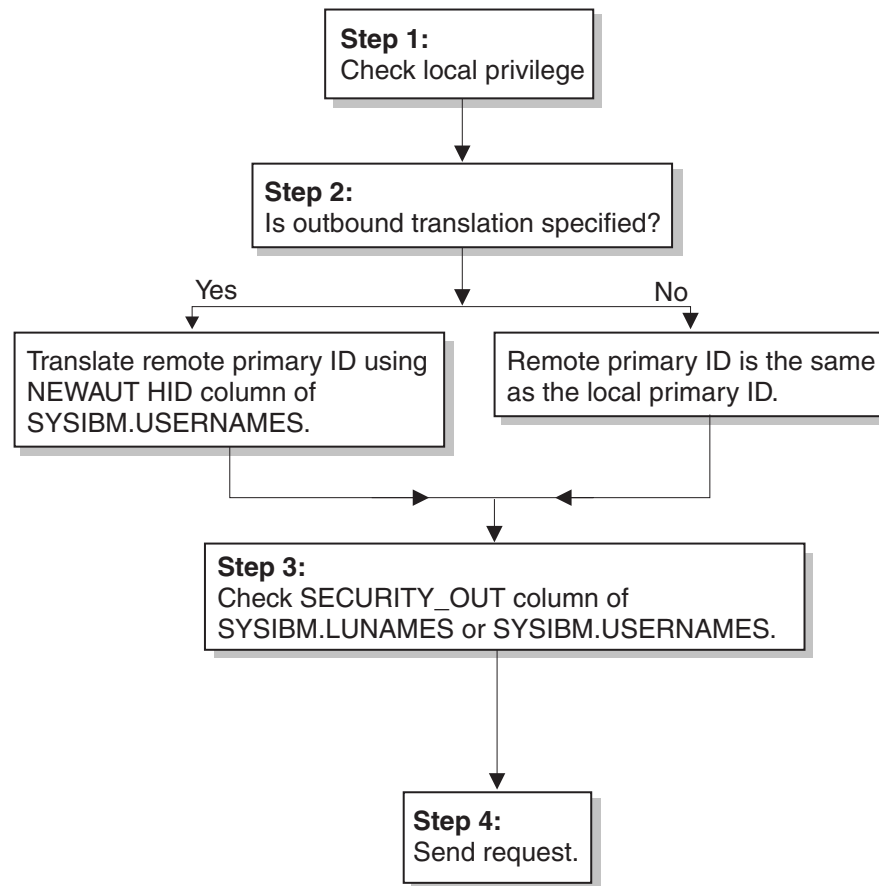 Step 1:
Check local privilege
Step 2:
Is outbound translation specified?
Yes
No
Translate remote primary ID using
NEWAUT HID column of
SYSIBM.USERNAMES.
Remote primary ID is the same
as the local primary ID.
Step 3:
Check SECURITY_OUT column of
SYSIBM.LUNAMES or SYSIBM.USERNAMES.
Step 4:
Send request.